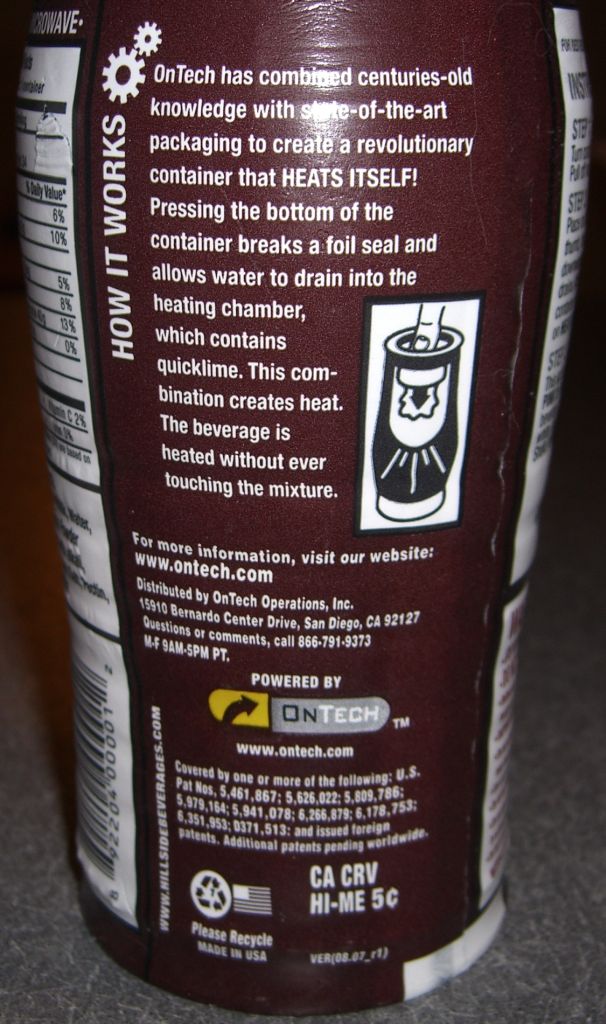 MICROWAVE•
% Daily Value*
6%
10%
5%
8%
13%
0%
Vitamin C 2%
HOW IT WORKS
OnTech has combined centuries-old
knowledge with state-of-the-art
packaging to create a revolutionary
container that HEATS ITSELF!
Pressing the bottom of the
container breaks a foil seal and
allows water to drain into the
heating chamber,
which contains
quicklime. This com-
bination creates heat.
The beverage is
heated without ever
touching the mixture.
For more information, visit our website:
www.ontech.com
Distributed by OnTech Operations, Inc.
15910 Bernardo Center Drive, San Diego, CA 92127
Questions or comments, call 866-791-9373
M-F 9AM-5PM PT.
POWERED BY
ONTECH TM
www.ontech.com
Covered by one or more of the following: U.S.
Pat Nos. 5,461,867; 5,626,022; 5,809,786;
5,979,164; 5,941,078; 6,266,879; 6,178,753;
6,351,953; 0371,513: and issued foreign
patents. Additional patents pending worldwide.
WWW.HILLSIDEBEVERAGES.COM
CA CRV
HI-ME 5¢
Please Recycle
MADE IN USA
VER(08.07_r1)